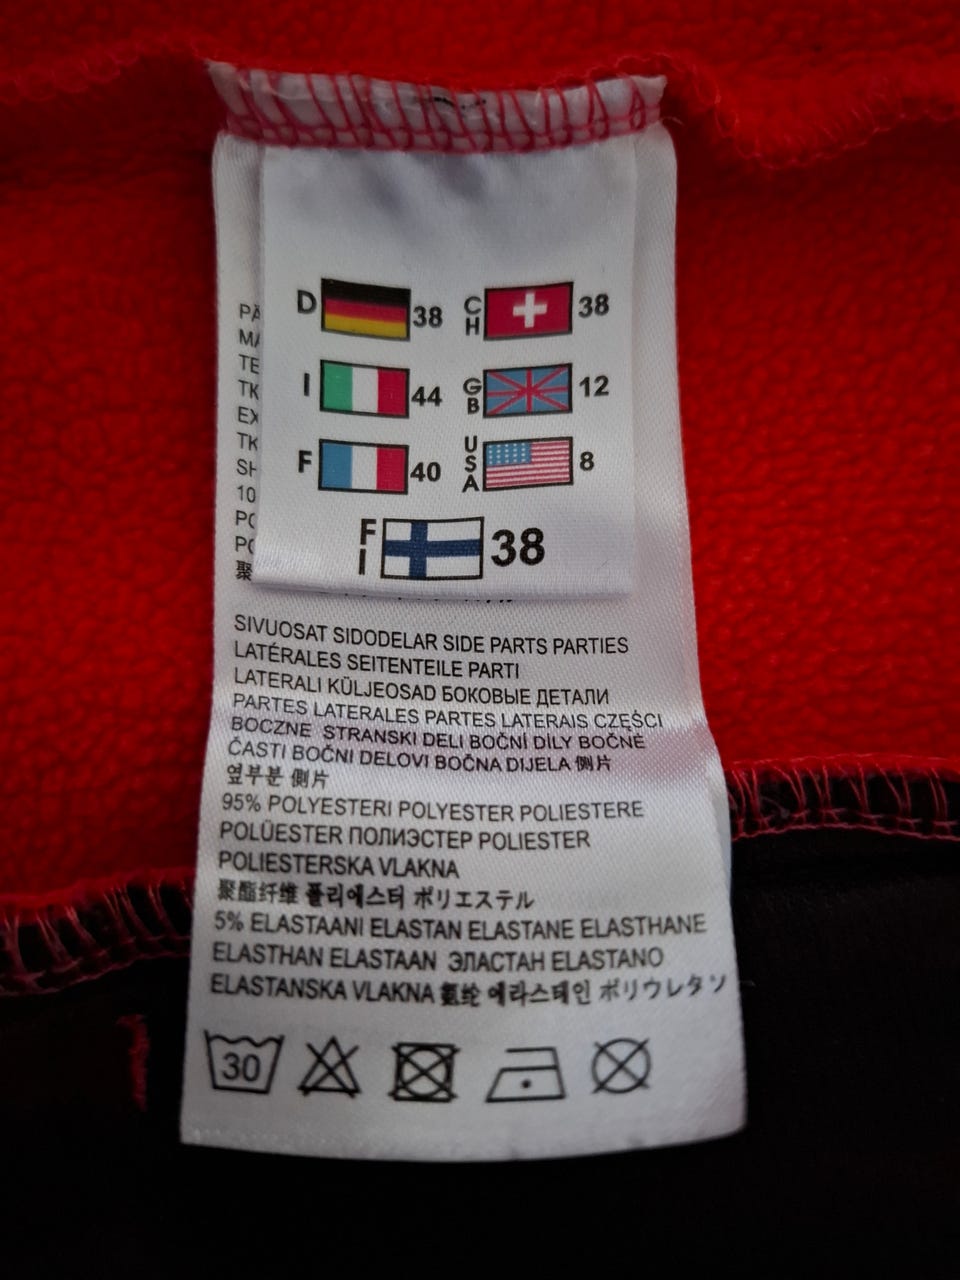 D 38 CH 38
I 44 GB 12
F 40 USA 8
FI 38
SIVUOSAT SIDODELAR SIDE PARTS PARTIES
LATÉRALES SEITENTEILE PARTI
LATERALI KÜLJEOSAD БОКОВЫЕ ДЕТАЛИ
PARTES LATERALES PARTES LATERAIS CZĘŚCI
BOCZNE STRANSKI DELI BOČNÍ DÍLY BOČNÉ
ČASTI BOČNI DELOVI BOČNA DIJELA 側片
옆부분 側片
95% POLYESTERI POLYESTER POLIESTERE
POLÜESTER ПОЛИЭСТЕР POLIESTER
POLIESTERSKA VLAKNA
聚酯纤维 폴리에스터 ポリエステル
5% ELASTAANI ELASTAN ELASTANE ELASTHANE
ELASTHAN ELASTAAN ЭЛАСТАН ELASTANO
ELASTANSKA VLAKNA 氨纶 에라스테인 ポリウレタン
30